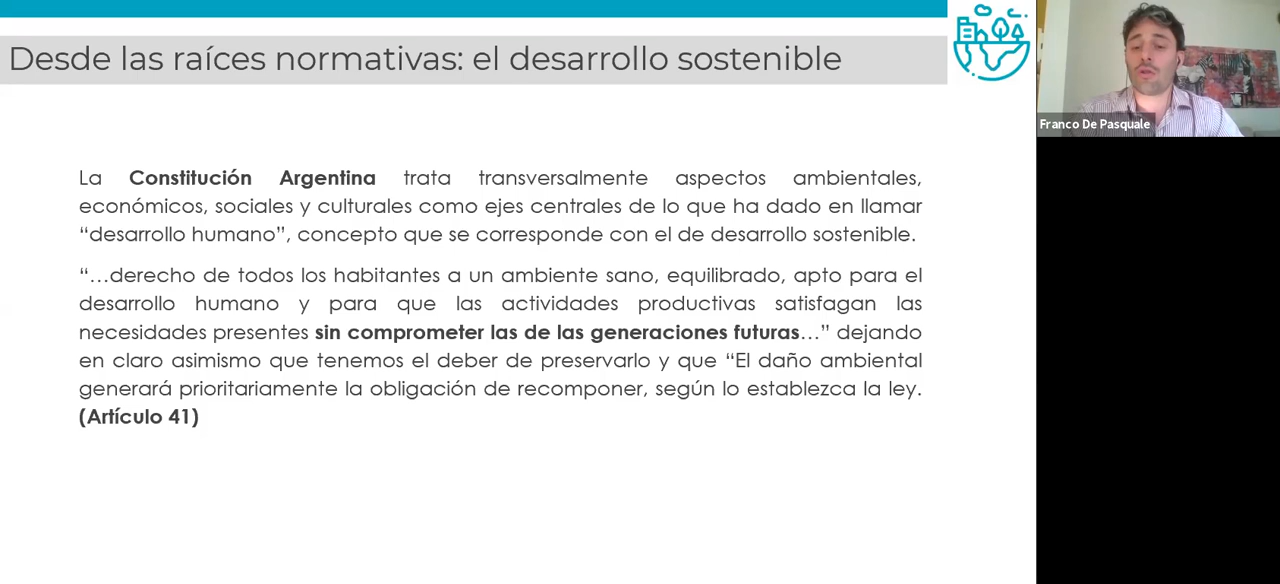 Desde las raíces normativas: el desarrollo sostenible
Franco De Pasquale
La Constitución Argentina trata transversalmente aspectos ambientales,
económicos, sociales y culturales como ejes centrales de lo que ha dado en llamar
“desarrollo humano”, concepto que se corresponde con el de desarrollo sostenible.
“…derecho de todos los habitantes a un ambiente sano, equilibrado, apto para el
desarrollo humano y para que las actividades productivas satisfagan las
necesidades presentes sin comprometer las de las generaciones futuras…” dejando
en claro asimismo que tenemos el deber de preservarlo y que “El daño ambiental
generará prioritariamente la obligación de recomponer, según lo establezca la ley.
(Artículo 41)